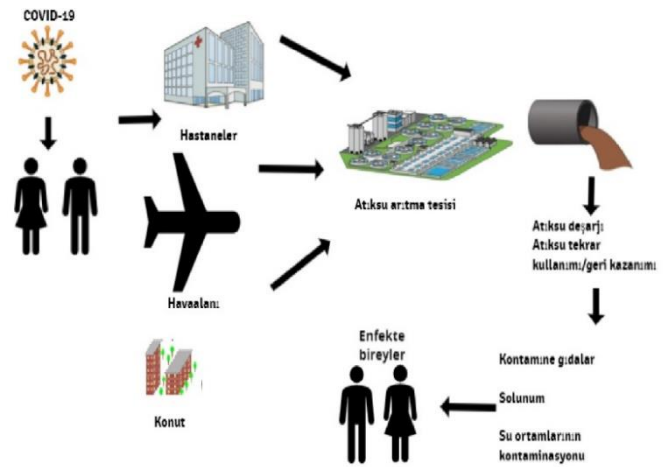 COVID-19
Hastaneler
Havaalanı
Konut
Atıksu arıtma tesisi
Atıksu deşarjı
Atıksu tekrar
kullanımı/geri kazanımı
Kontamıne gıdalar
Solunum
Su ortamlarının
kontaminasyonu
Enfekte
bireyler